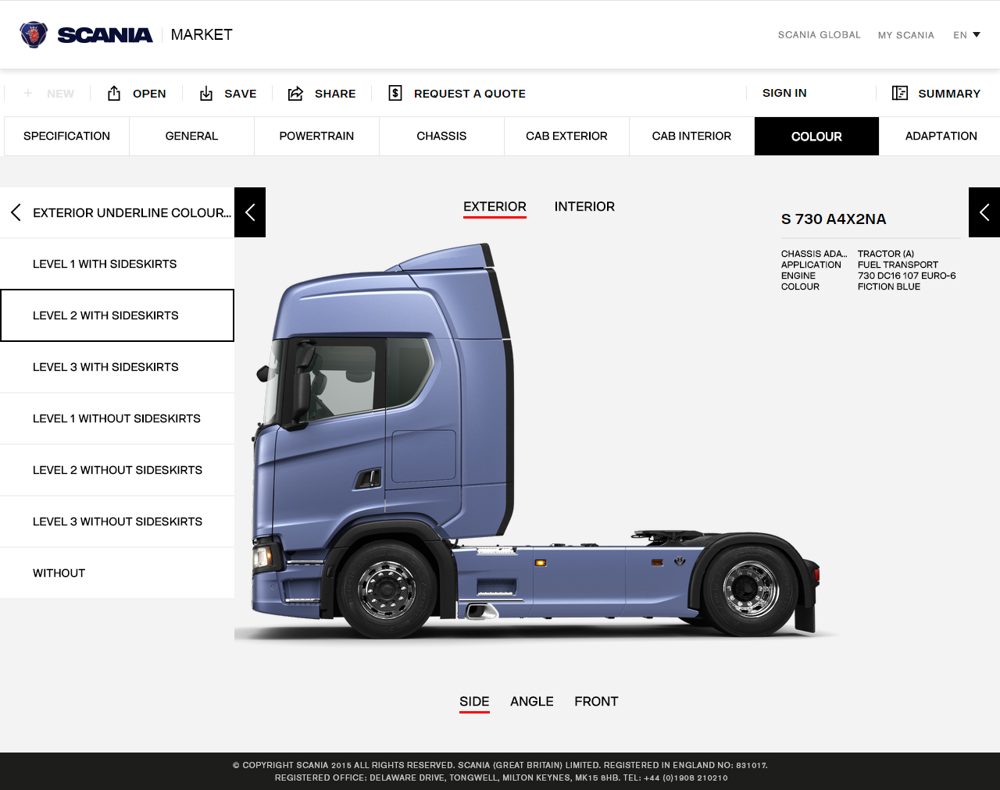 SCANIA MARKET
SCANIA GLOBAL MY SCANIA EN
+ NEW OPEN SAVE SHARE REQUEST A QUOTE SIGN IN SUMMARY
SPECIFICATION GENERAL POWERTRAIN CHASSIS CAB EXTERIOR CAB INTERIOR COLOUR ADAPTATION
EXTERIOR UNDERLINE COLOUR...
LEVEL 1 WITH SIDESKIRTS
LEVEL 2 WITH SIDESKIRTS
LEVEL 3 WITH SIDESKIRTS
LEVEL 1 WITHOUT SIDESKIRTS
LEVEL 2 WITHOUT SIDESKIRTS
LEVEL 3 WITHOUT SIDESKIRTS
WITHOUT
EXTERIOR INTERIOR
S 730 A4X2NA
CHASSIS ADA... TRACTOR (A)
APPLICATION FUEL TRANSPORT
ENGINE 730 DC16 107 EURO-6
COLOUR FICTION BLUE
SIDE ANGLE FRONT
© COPYRIGHT SCANIA 2015 ALL RIGHTS RESERVED. SCANIA (GREAT BRITAIN) LIMITED. REGISTERED IN ENGLAND NO: 831017.
REGISTERED OFFICE: DELAWARE DRIVE, TONGWELL, MILTON KEYNES, MK15 8HB. TEL: +44 (0)1908 210210